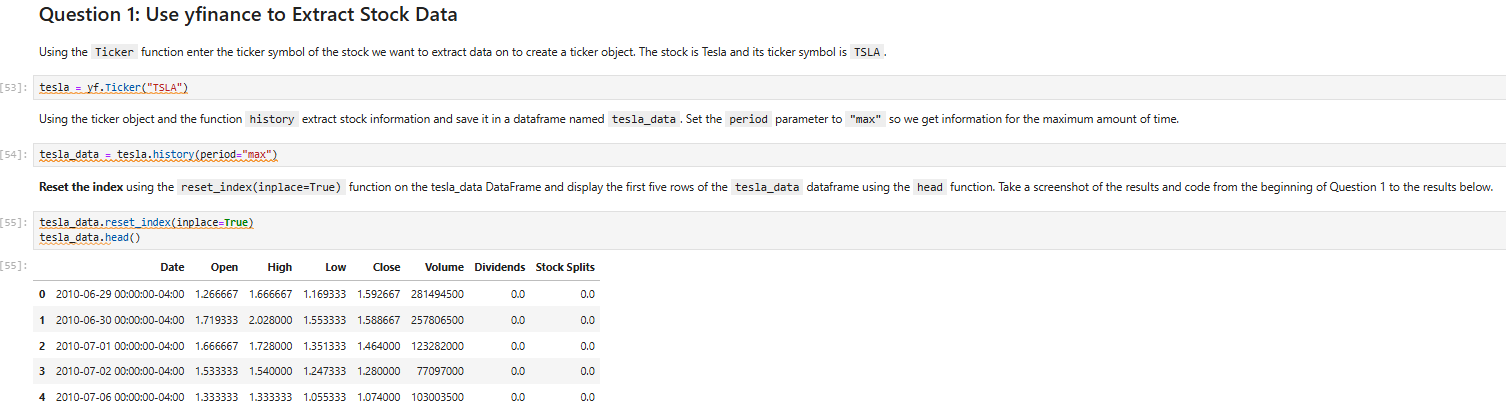 Question 1: Use yfinance to Extract Stock Data
Using the Ticker function enter the ticker symbol of the stock we want to extract data on to create a ticker object. The stock is Tesla and its ticker symbol is TSLA.
[53]: tesla = yf.Ticker("TSLA")
Using the ticker object and the function history extract stock information and save it in a dataframe named tesla_data. Set the period parameter to "max" so we get information for the maximum amount of time.
[54]: tesla_data = tesla.history(period="max")
Reset the index using the reset_index(inplace=True) function on the tesla_data DataFrame and display the first five rows of the tesla_data dataframe using the head function. Take a screenshot of the results and code from the beginning of Question 1 to the results below.
[55]: tesla_data.reset_index(inplace=True)
tesla_data.head()
[55]: Date Open High Low Close Volume Dividends Stock Splits
0 2010-06-29 00:00:00-04:00 1.266667 1.666667 1.169333 1.592667 281494500 0.0 0.0
1 2010-06-30 00:00:00-04:00 1.719333 2.028000 1.553333 1.588667 257806500 0.0 0.0
2 2010-07-01 00:00:00-04:00 1.666667 1.728000 1.351333 1.464000 123282000 0.0 0.0
3 2010-07-02 00:00:00-04:00 1.533333 1.540000 1.247333 1.280000 77097000 0.0 0.0
4 2010-07-06 00:00:00-04:00 1.333333 1.333333 1.055333 1.074000 103003500 0.0 0.0